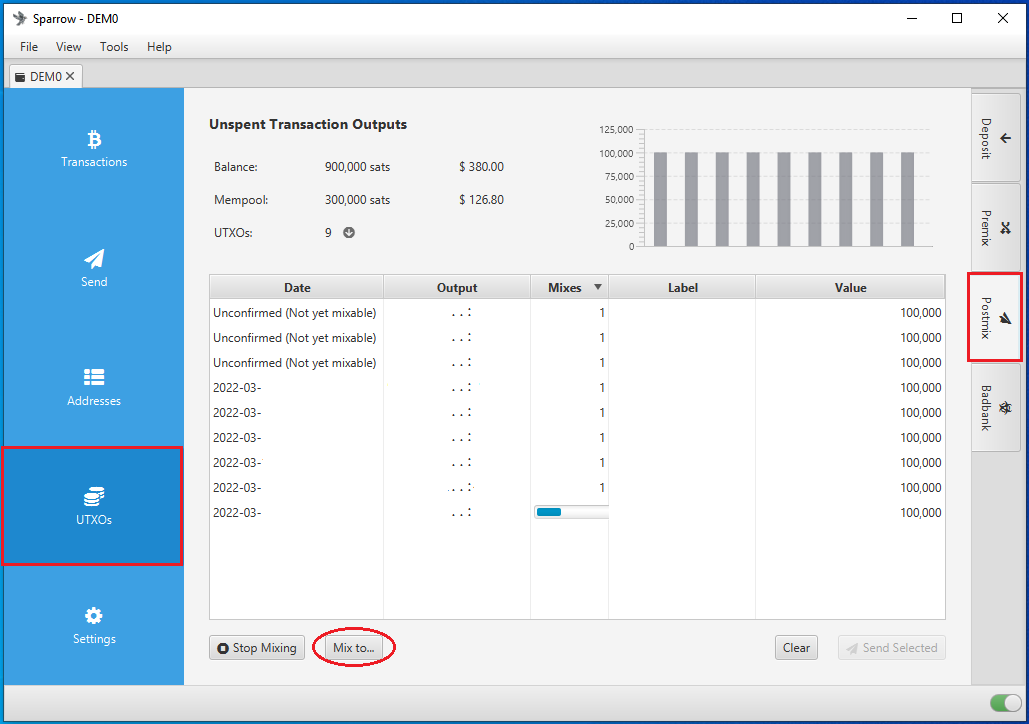 Sparrow - DEM0
File View Tools Help
DEM0
Transactions
Send
Addresses
UTXOs
Settings
Unspent Transaction Outputs
Balance: 900,000 sats $ 380.00
Mempool: 300,000 sats $ 126.80
UTXOs: 9
125,000
100,000
75,000
50,000
25,000
0
Date Output Mixes Label Value
Unconfirmed (Not yet mixable) . . : 1 100,000
Unconfirmed (Not yet mixable) . . : 1 100,000
Unconfirmed (Not yet mixable) . . : 1 100,000
2022-03- . . : 1 100,000
2022-03- . . : 1 100,000
2022-03- . . : 1 100,000
2022-03- . . : 1 100,000
2022-03- . . : 1 100,000
2022-03- . . : 100,000
Stop Mixing Mix to... Clear Send Selected
Deposit
Premix
Postmix
Badbank